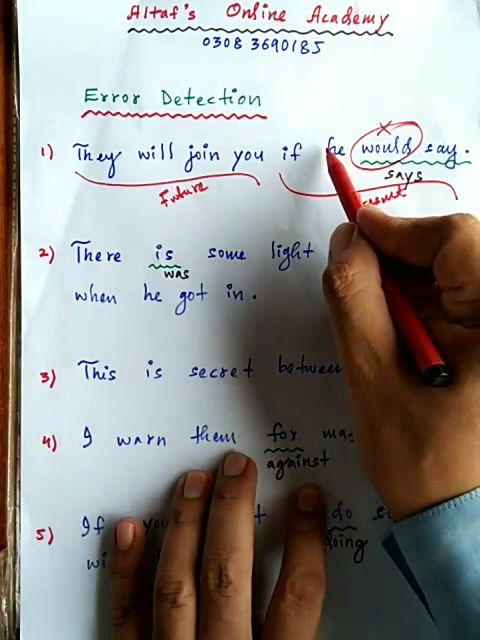 Altaf's Online Academy
0308 3690185
Error Detection
1) They will join you if he would say.
Future
says
2) There is some light
was
when he got in.
3) This is secret between
4) I warn them for
against
5) If
do
doing